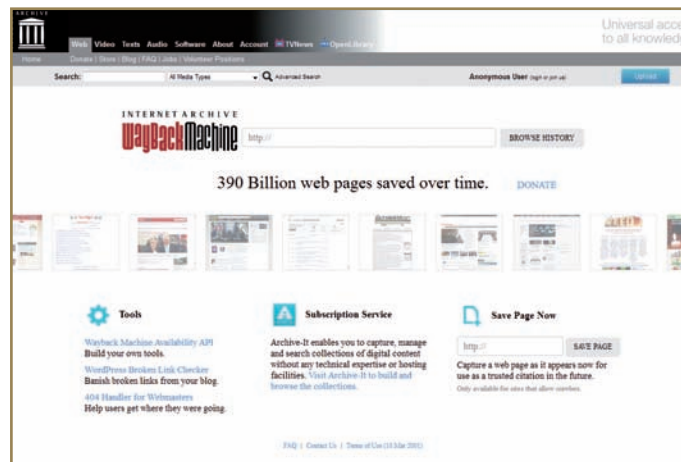 ARCHIVE
Universal acce
to all knowled
Web Video Texts Audio Software About Account TVNews OpenLibrary
Home Donate | Store | Blog | FAQ | Jobs | Volunteer Positions
Search: All Media Types Advanced Search Anonymous User (login or join us) Upload
INTERNET ARCHIVE
WayBackMachine http:// BROWSE HISTORY
390 Billion web pages saved over time. DONATE
Tools
Wayback Machine Availability API
Build your own tools.
WordPress Broken Link Checker
Banish broken links from your blog.
404 Handler for Webmasters
Help users get where they were going.
Subscription Service
Archive-It enables you to capture, manage
and search collections of digital content
without any technical expertise or hosting
facilities. Visit Archive-It to build and
browse the collections.
Save Page Now
http:// SAVE PAGE
Capture a web page as it appears now for
use as a trusted citation in the future.
Only available for sites that allow crawlers.
FAQ | Contact Us | Terms of Use (10 Mar 2001)